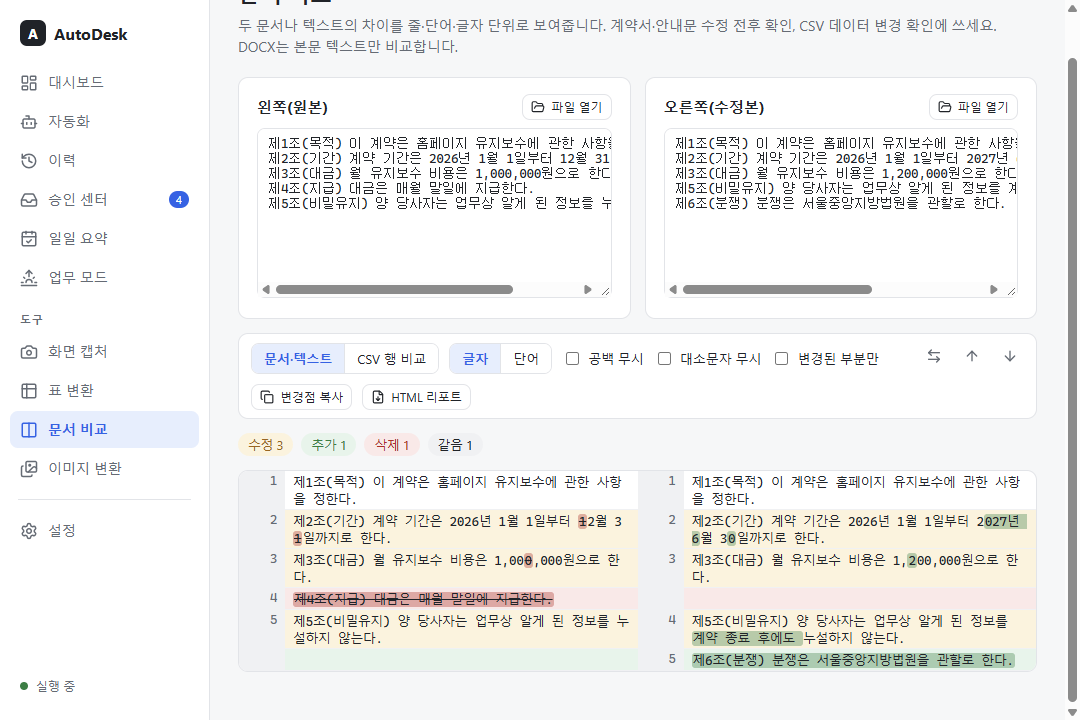 A AutoDesk
대시보드
자동화
이력
승인 센터 4
일일 요약
업무 모드
도구
화면 캡처
표 변환
문서 비교
이미지 변환
설정
실행 중
두 문서나 텍스트의 차이를 줄·단어·글자 단위로 보여줍니다. 계약서·안내문 수정 전후 확인, CSV 데이터 변경 확인에 쓰세요.
DOCX는 본문 텍스트만 비교합니다.
왼쪽(원본) 파일 열기
제1조(목적) 이 계약은 홈페이지 유지보수에 관한 사항을
제2조(기간) 계약 기간은 2026년 1월 1일부터 12월 31
제3조(대금) 월 유지보수 비용은 1,000,000원으로 한다
제4조(지급) 대금은 매월 말일에 지급한다.
제5조(비밀유지) 양 당사자는 업무상 알게 된 정보를 누
오른쪽(수정본) 파일 열기
제1조(목적) 이 계약은 홈페이지 유지보수에 관한 사항
제2조(기간) 계약 기간은 2026년 1월 1일부터 2027년
제3조(대금) 월 유지보수 비용은 1,200,000원으로 한다
제5조(비밀유지) 양 당사자는 업무상 알게 된 정보를 계
제6조(분쟁) 분쟁은 서울중앙지방법원을 관할로 한다.
문서·텍스트 CSV 행 비교 글자 단어 공백 무시 대소문자 무시 변경된 부분만
변경점 복사 HTML 리포트
수정 3 추가 1 삭제 1 같음 1
1 제1조(목적) 이 계약은 홈페이지 유지보수에 관한 사항
을 정한다.
2 제2조(기간) 계약 기간은 2026년 1월 1일부터 12월 3
1일까지로 한다.
3 제3조(대금) 월 유지보수 비용은 1,000,000원으로 한
다.
4 제4조(지급) 대금은 매월 말일에 지급한다.
5 제5조(비밀유지) 양 당사자는 업무상 알게 된 정보를 누
설하지 않는다.
1 제1조(목적) 이 계약은 홈페이지 유지보수에 관한 사항
을 정한다.
2 제2조(기간) 계약 기간은 2026년 1월 1일부터 2027년
6월 30일까지로 한다.
3 제3조(대금) 월 유지보수 비용은 1,200,000원으로 한
다.
4 제5조(비밀유지) 양 당사자는 업무상 알게 된 정보를
계약 종료 후에도 누설하지 않는다.
5 제6조(분쟁) 분쟁은 서울중앙지방법원을 관할로 한다.